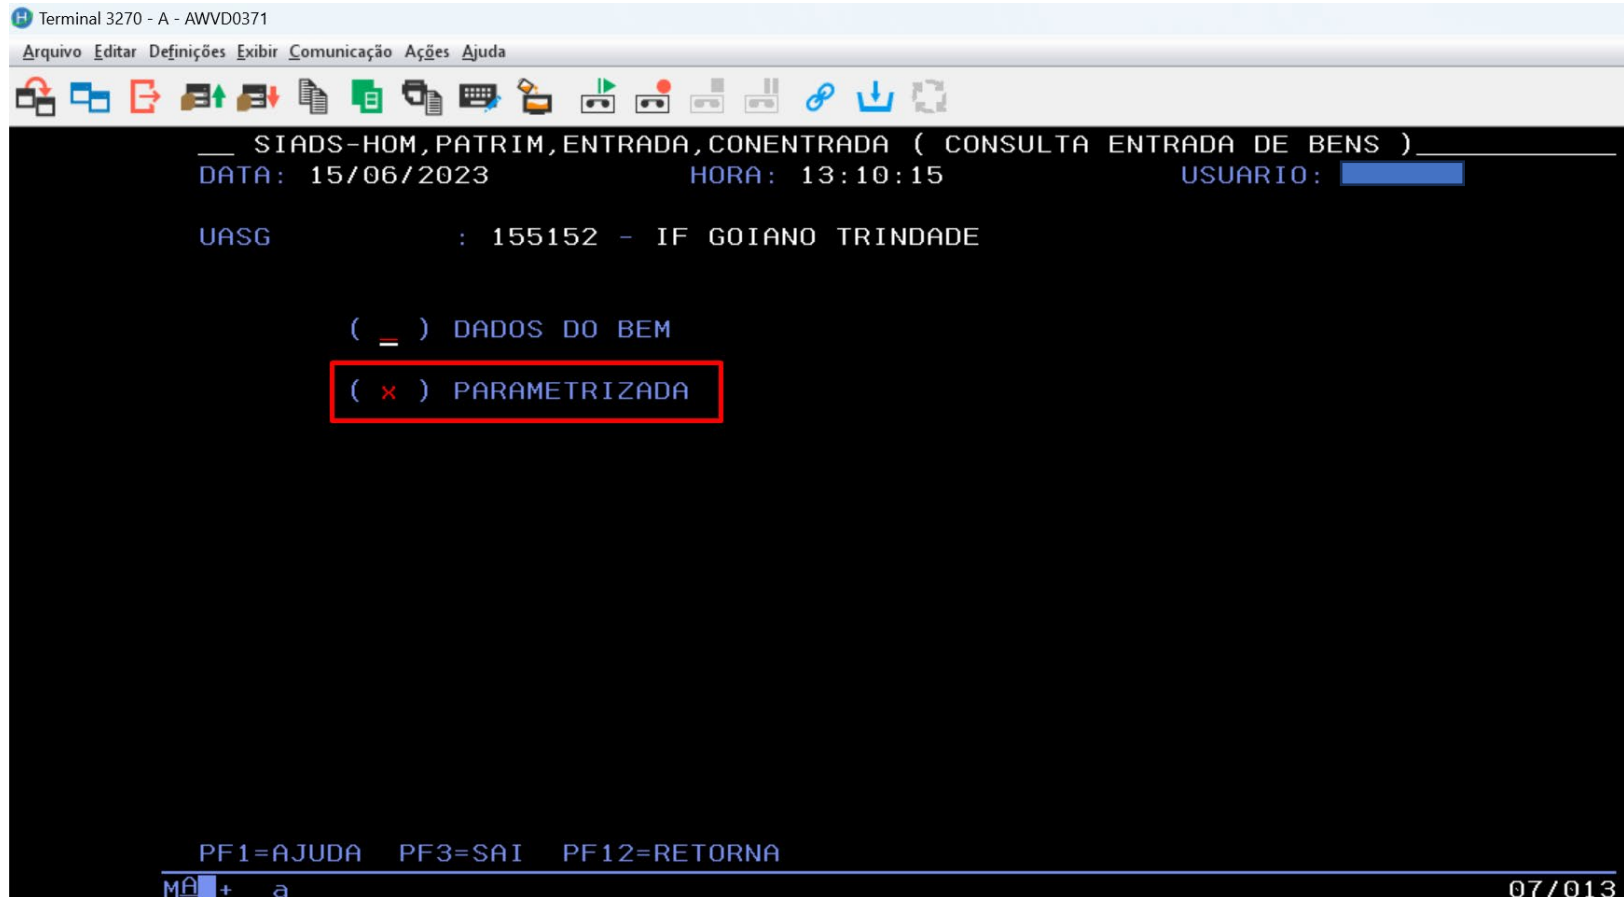 Terminal 3270 - A - AWVD0371
Arquivo Editar Definições Exibir Comunicação Ações Ajuda
__ SIADS-HOM,PATRIM,ENTRADA,CONENTRADA ( CONSULTA ENTRADA DE BENS )___________
DATA: 15/06/2023 HORA: 13:10:15 USUARIO:
UASG : 155152 - IF GOIANO TRINDADE
( _ ) DADOS DO BEM
( x ) PARAMETRIZADA
PF1=AJUDA PF3=SAI PF12=RETORNA
MA + a 07/013